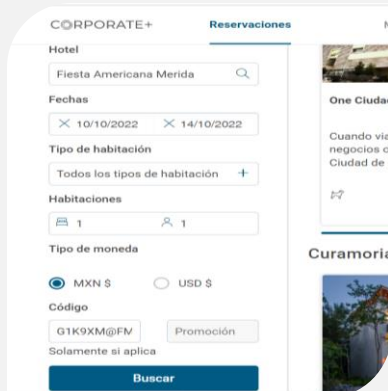 CORPORATE+
Reservaciones
Hotel
Fiesta Americana Merida
Fechas
10/10/2022 14/10/2022
Tipo de habitación
Todos los tipos de habitación +
Habitaciones
1 1
Tipo de moneda
MXN $ USD $
Código
G1K9XM@FM Promoción
Solamente si aplica
Buscar
One Ciuda
Cuando via
negocios c
Ciudad de
Curamoria